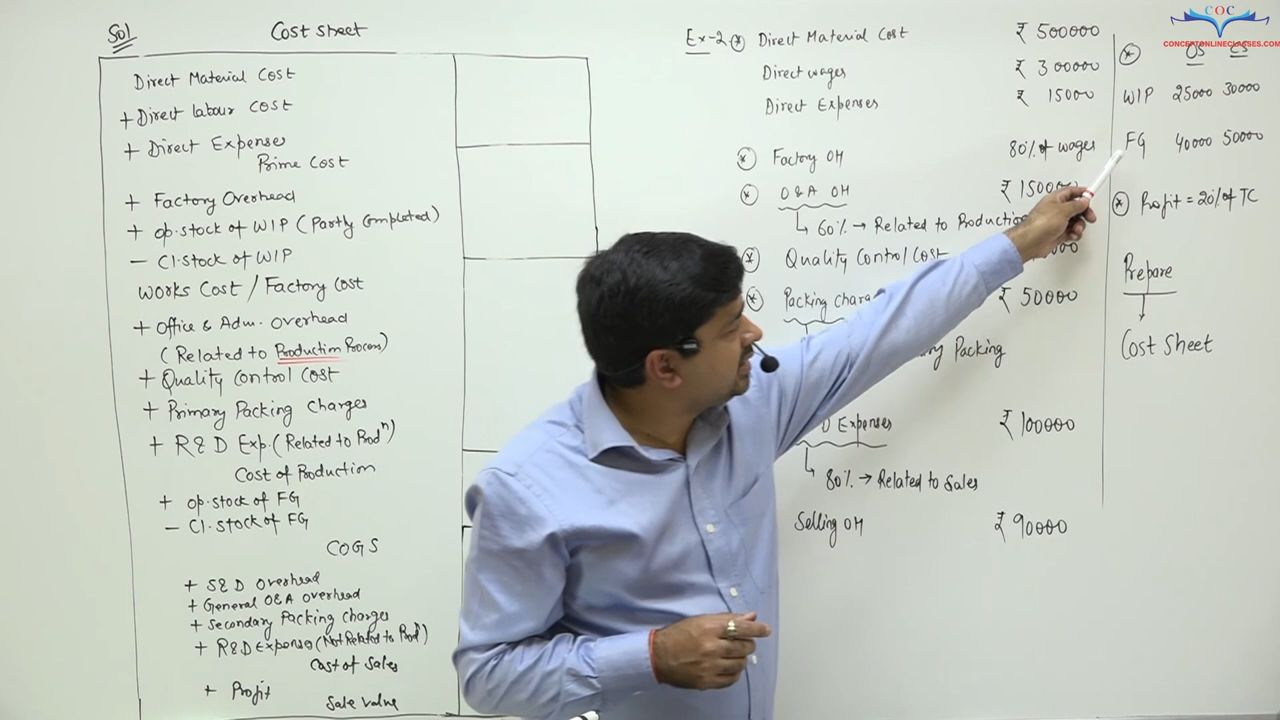 Sol
Cost sheet
Direct Material Cost
+ Direct labour cost
+ Direct Expenses
Prime Cost
+ Factory Overhead
+ op. stock of WIP (Partly Completed)
- Cl. stock of WIP
Works Cost / Factory cost
+ Office & Adm. overhead
(Related to Production Process)
+ Quality Control Cost
+ Primary Packing Charges
+ R&D Exp. (Related to Prodⁿ)
Cost of Production
+ op. stock of FG
- Cl. stock of FG
COGS
+ S&D overhead
+ General O&A overhead
+ Secondary Packing charges
+ R&D Expenses (Not Related to Prodⁿ)
Cost of Sales
+ Profit
Sale value
Ex-2 * Direct Material Cost ₹ 500000
Direct wages ₹ 300000
Direct Expenses ₹ 15000
* Factory OH 80% of wages
* O&A OH ₹ 150000
60% → Related to Production
* Quality Control Cost
* Packing ₹ 50000
Packing
Expenses ₹ 100000
80% → Related to Sales
Selling OH ₹ 90000
* OS CS
WIP 25000 30000
FG 40000 50000
* Profit = 20% of TC
Prepare
Cost Sheet
COC
CONCEPTONLINECLASSES.COM